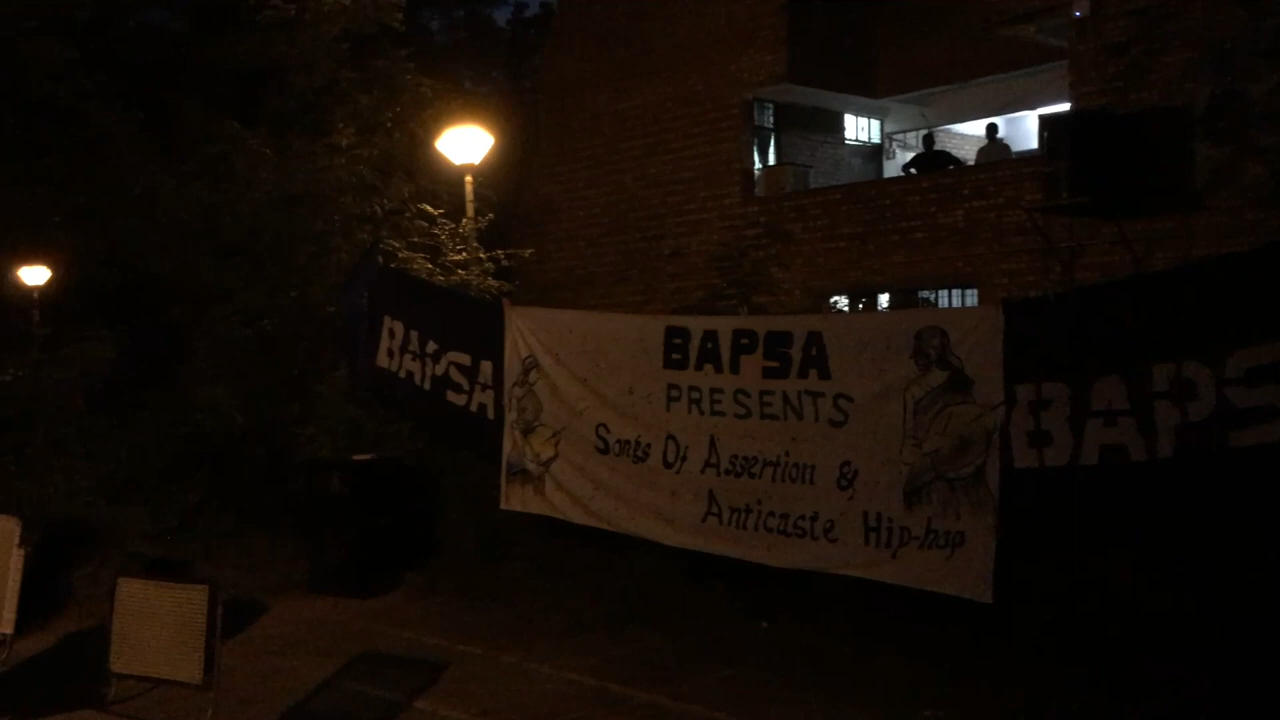 BAPSA
BAPSA
PRESENTS
Songs Of Assertion &
Anticaste Hip-hop
BAPS